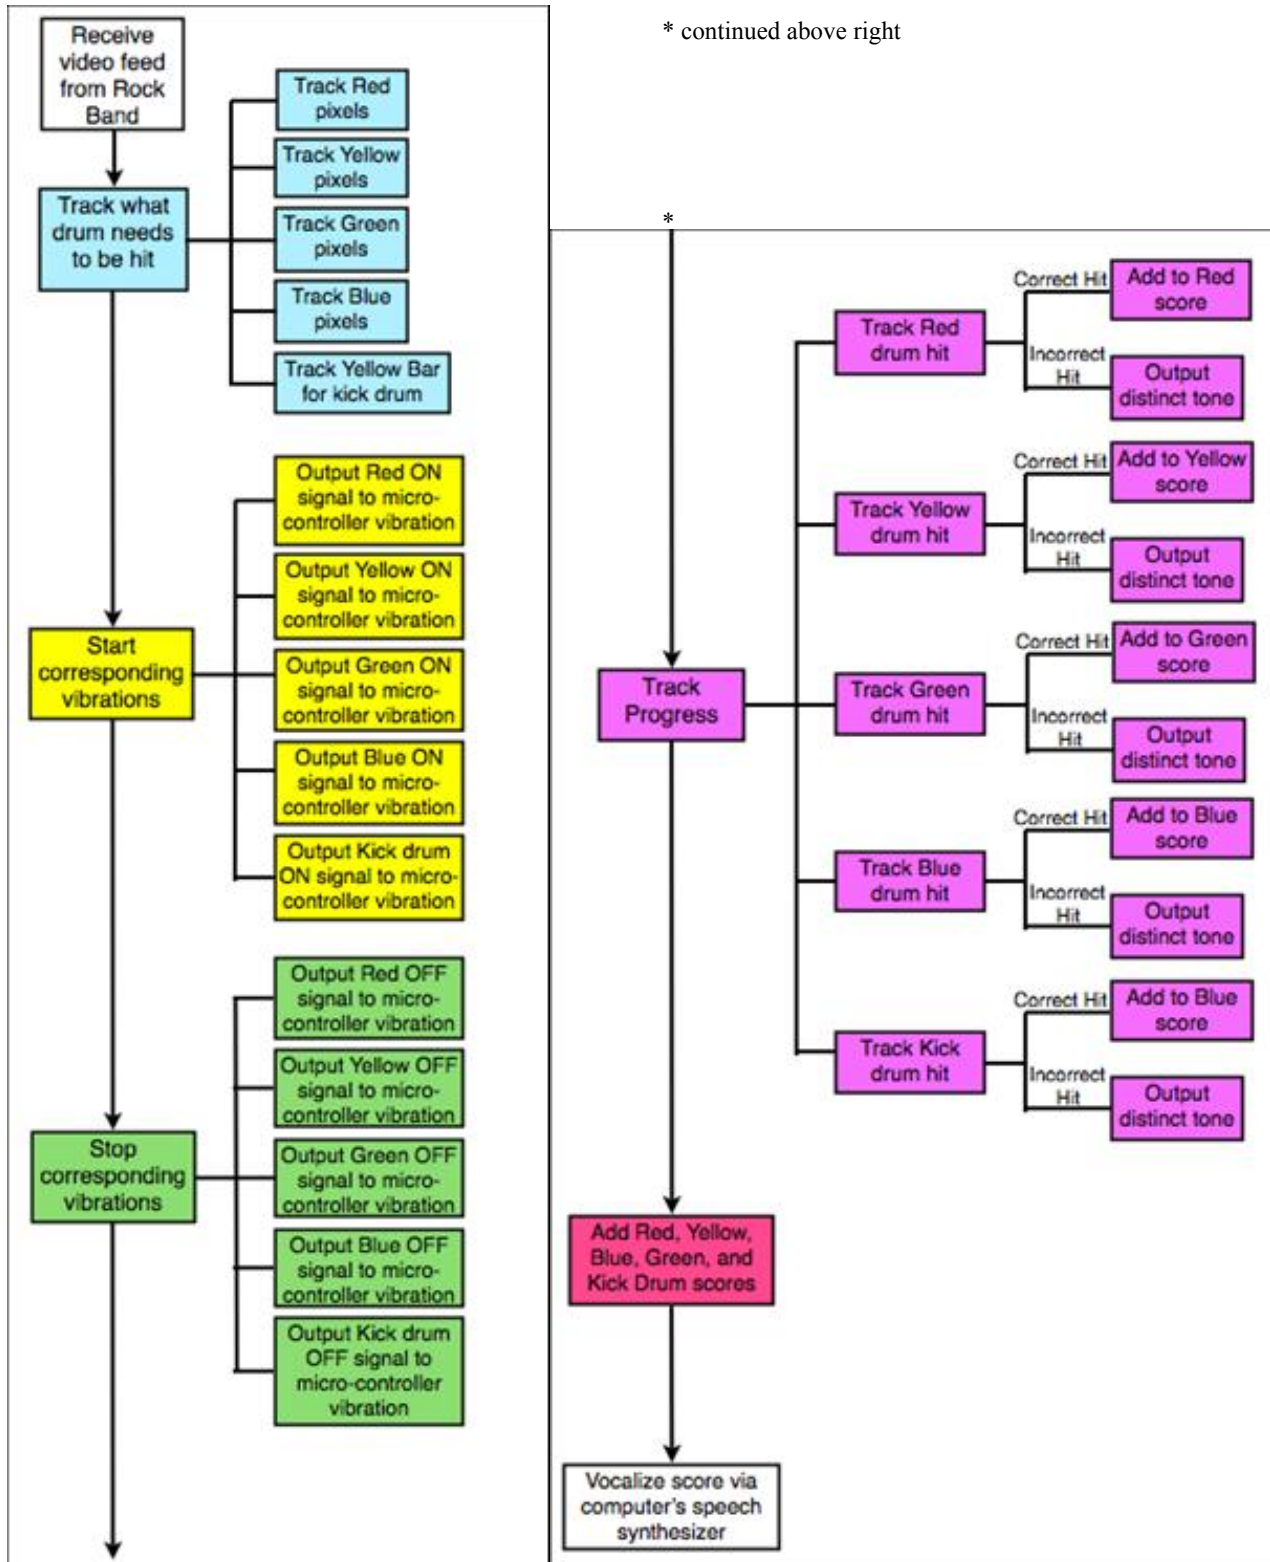 Receive
video feed
from Rock
Band
Track what
drum needs
to be hit
Track Red
pixels
Track Yellow
pixels
Track Green
pixels
Track Blue
pixels
Track Yellow Bar
for kick drum
Start
corresponding
vibrations
Output Red ON
signal to micro-
controller vibration
Output Yellow ON
signal to micro-
controller vibration
Output Green ON
signal to micro-
controller vibration
Output Blue ON
signal to micro-
controller vibration
Output Kick drum
ON signal to micro-
controller vibration
Stop
corresponding
vibrations
Output Red OFF
signal to micro-
controller vibration
Output Yellow OFF
signal to micro-
controller vibration
Output Green OFF
signal to micro-
controller vibration
Output Blue OFF
signal to micro-
controller vibration
Output Kick drum
OFF signal to
micro-controller
vibration
* continued above right
*
Track
Progress
Track Red
drum hit
Correct Hit
Add to Red
score
Incorrect
Hit
Output
distinct tone
Track Yellow
drum hit
Correct Hit
Add to Yellow
score
Incorrect
Hit
Output
distinct tone
Track Green
drum hit
Correct Hit
Add to Green
score
Incorrect
Hit
Output
distinct tone
Track Blue
drum hit
Correct Hit
Add to Blue
score
Incorrect
Hit
Output
distinct tone
Track Kick
drum hit
Correct Hit
Add to Blue
score
Incorrect
Hit
Output
distinct tone
Add Red, Yellow,
Blue, Green, and
Kick Drum scores
Vocalize score via
computer's speech
synthesizer